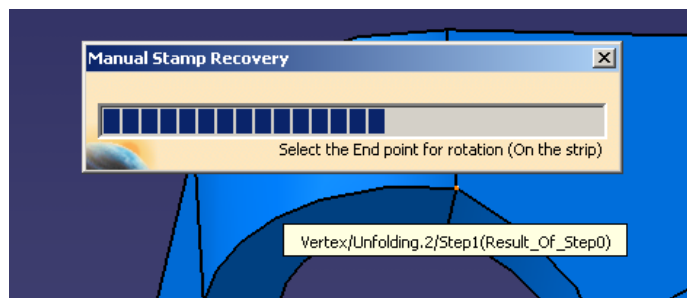 Manual Stamp Recovery
Select the End point for rotation (On the strip)
Vertex/Unfolding.2/Step1(Result_Of_Step0)